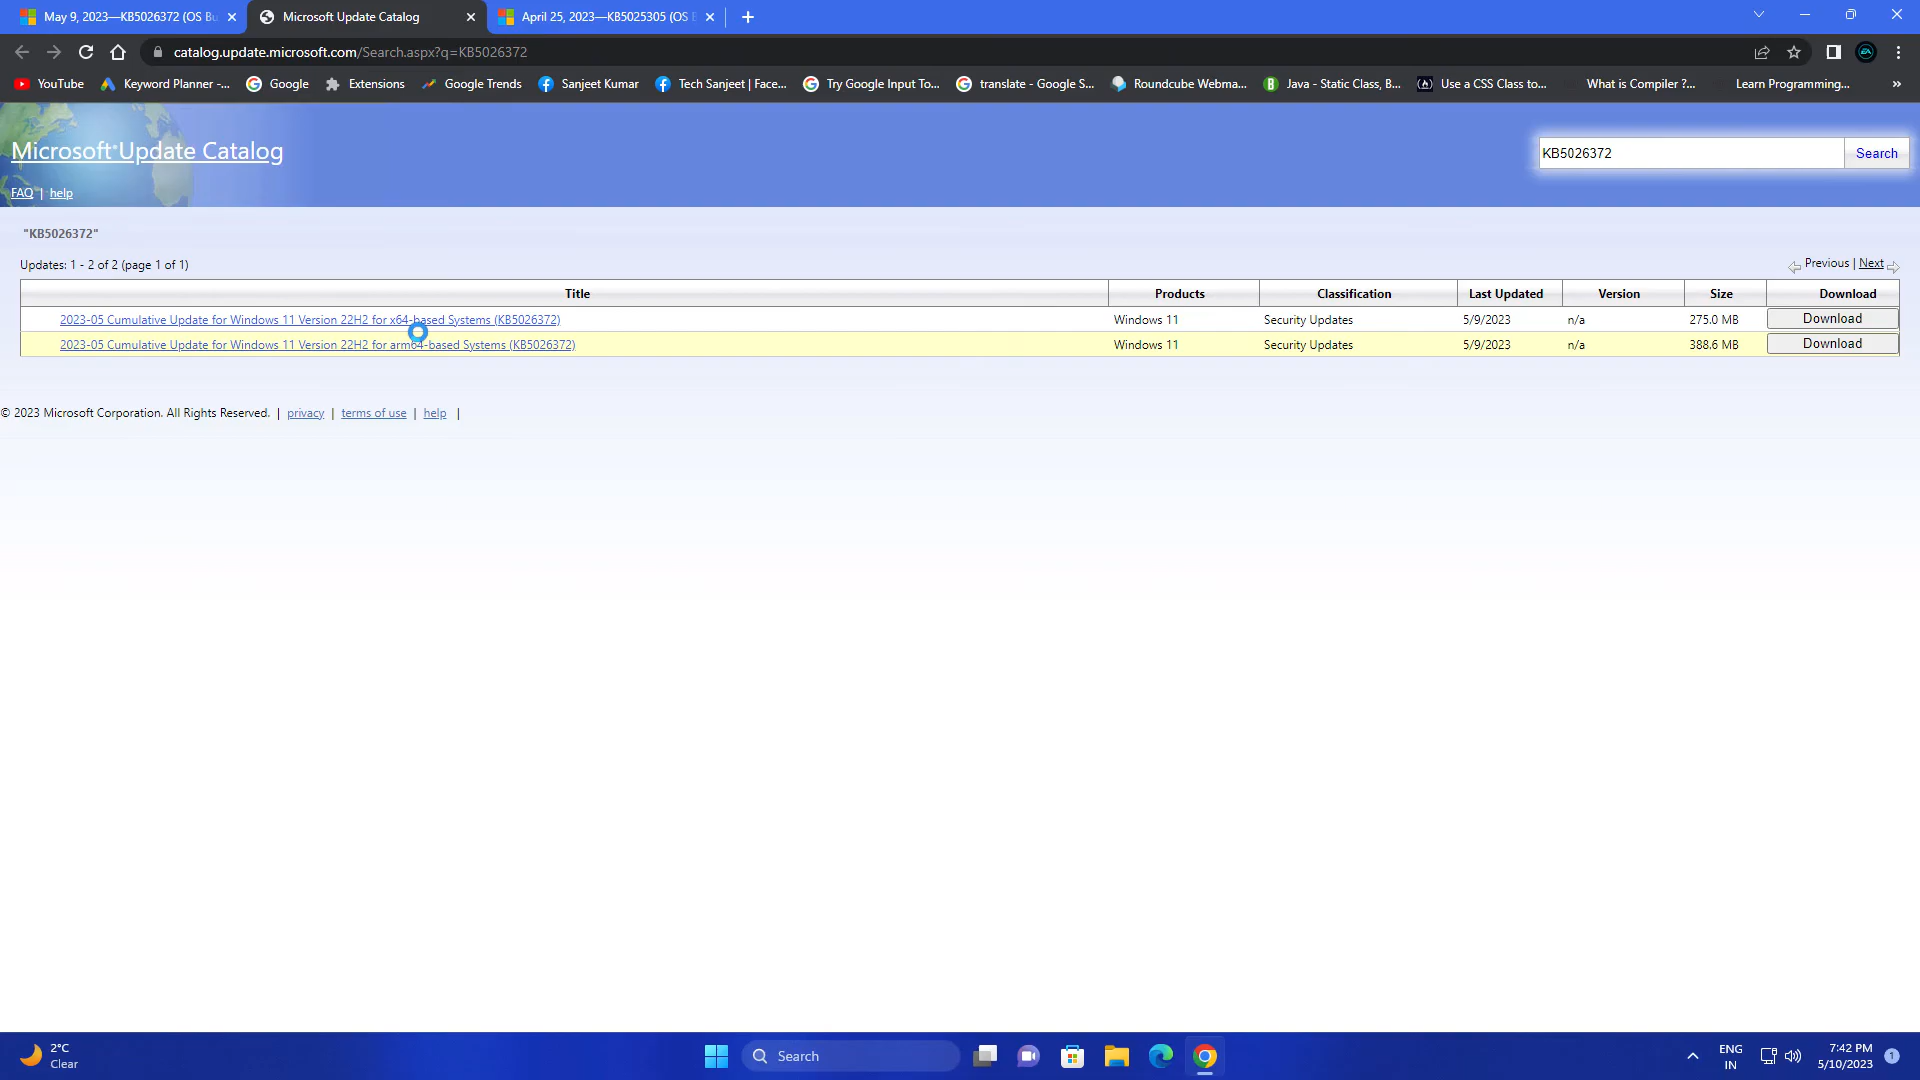 May 9, 2023—KB5026372 (OS Bu
Microsoft Update Catalog
April 25, 2023—KB5025305 (OS B
catalog.update.microsoft.com/Search.aspx?q=KB5026372
YouTube
Keyword Planner -...
Google
Extensions
Google Trends
Sanjeet Kumar
Tech Sanjeet | Face...
Try Google Input To...
translate - Google S...
Roundcube Webma...
Java - Static Class, B...
Use a CSS Class to...
What is Compiler ?...
Learn Programming...
»
Microsoft® Update Catalog
KB5026372
Search
FAQ | help
"KB5026372"
Updates: 1 - 2 of 2 (page 1 of 1)
Previous | Next
Title Products Classification Last Updated Version Size Download
2023-05 Cumulative Update for Windows 11 Version 22H2 for x64-based Systems (KB5026372) Windows 11 Security Updates 5/9/2023 n/a 275.0 MB Download
2023-05 Cumulative Update for Windows 11 Version 22H2 for arm64-based Systems (KB5026372) Windows 11 Security Updates 5/9/2023 n/a 388.6 MB Download
© 2023 Microsoft Corporation. All Rights Reserved. | privacy | terms of use | help |
2°C
Clear
Search
ENG
IN
7:42 PM
5/10/2023
1